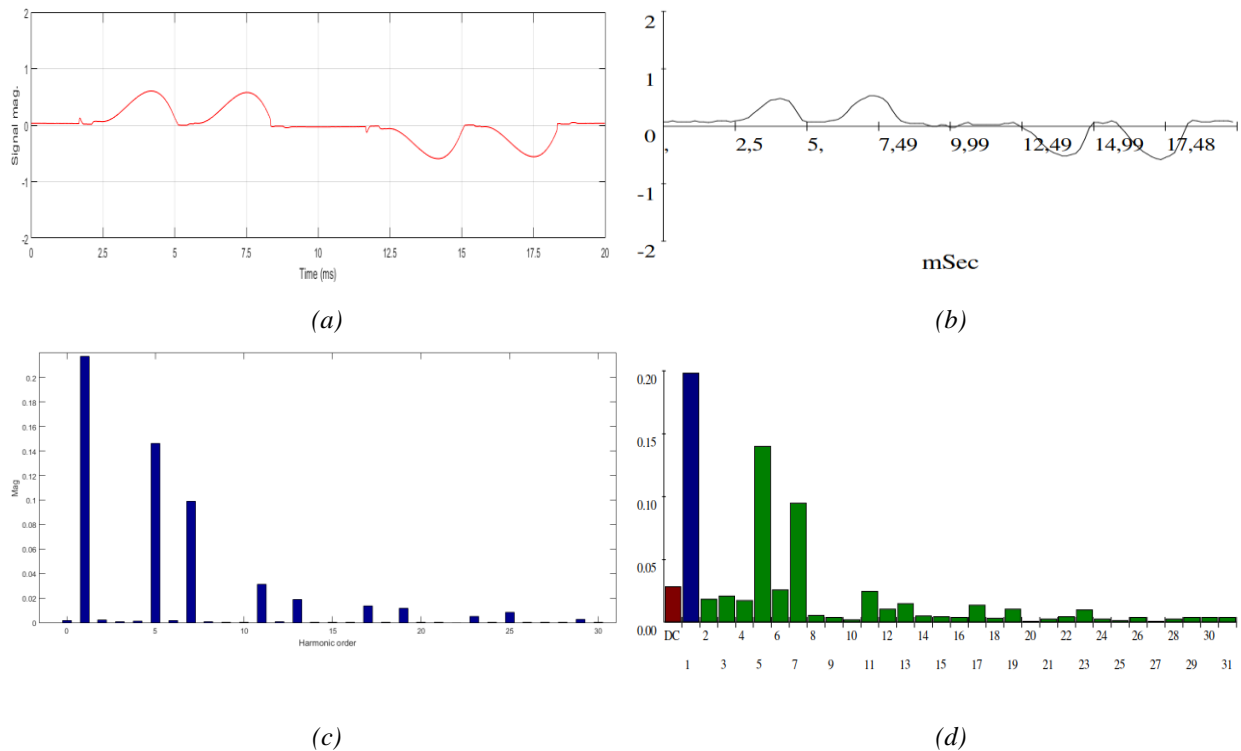 2
1
0
-1
-2
Signal mag.
0 2.5 5 7.5 10 12.5 15 17.5 20
Time (ms)
(a)
2
1
0
-1
-2
, 2,5 5, 7,49 9,99 12,49 14,99 17,48
mSec
(b)
0.2
0.18
0.16
0.14
0.12
0.1
0.08
0.06
0.04
0.02
0
Mag
0 5 10 15 20 25 30
Harmonic order
(c)
0.20
0.15
0.10
0.05
0.00
DC 2 4 6 8 10 12 14 16 18 20 22 24 26 28 30
1 3 5 7 9 11 13 15 17 19 21 23 25 27 29 31
(d)